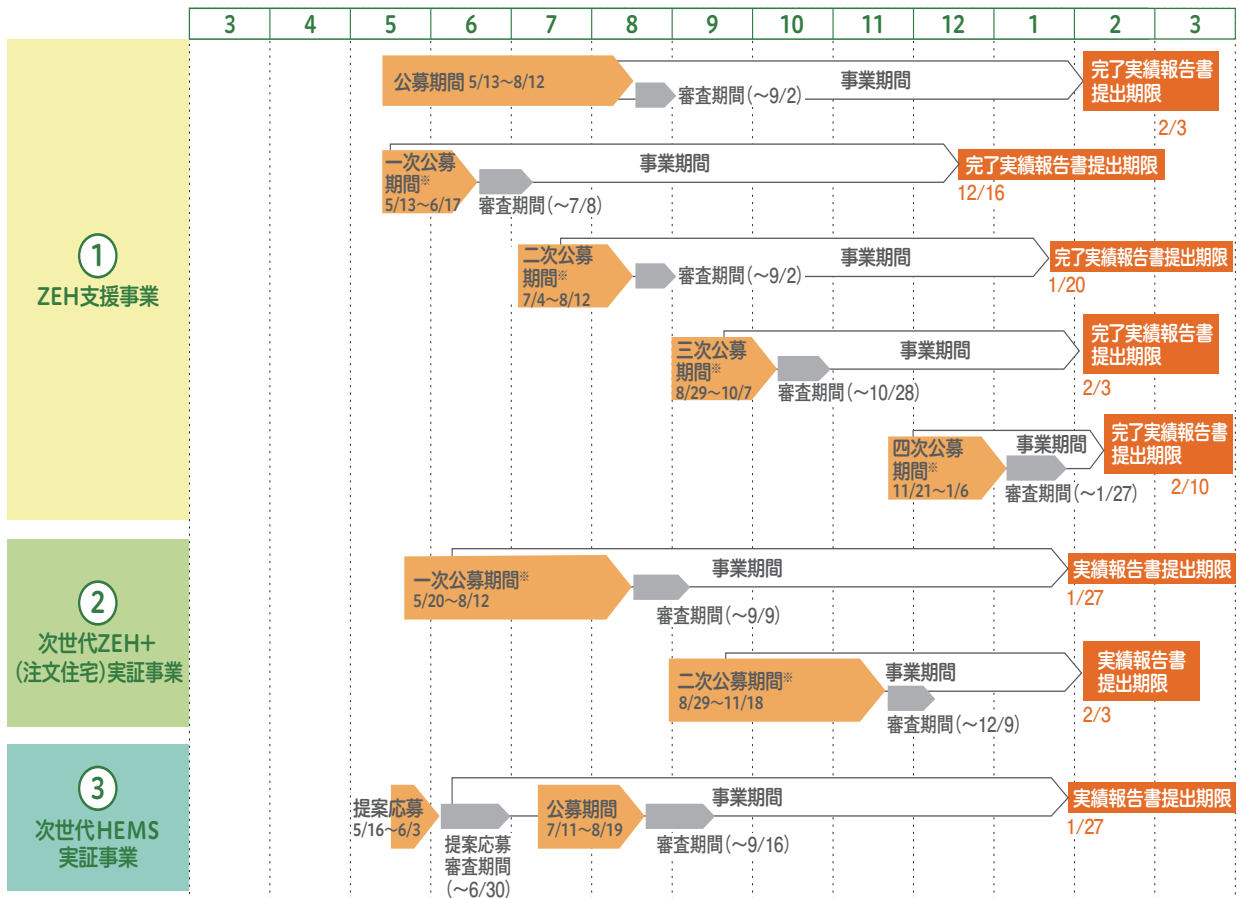 3 4 5 6 7 8 9 10 11 12 1 2 3
①
ZEH支援事業
公募期間 5/13～8/12
審査期間(～9/2)
事業期間
完了実績報告書
提出期限
2/3
一次公募
期間※
5/13～6/17
審査期間(～7/8)
事業期間
完了実績報告書提出期限
12/16
二次公募
期間※
7/4～8/12
審査期間(～9/2)
事業期間
完了実績報告書提出期限
1/20
三次公募
期間※
8/29～10/7
審査期間(～10/28)
事業期間
完了実績報告書
提出期限
2/3
四次公募
期間※
11/21～1/6
審査期間(～1/27)
事業期間
完了実績報告書
提出期限
2/10
②
次世代ZEH＋
(注文住宅)実証事業
一次公募期間※
5/20～8/12
審査期間(～9/9)
事業期間
実績報告書提出期限
1/27
二次公募期間※
8/29～11/18
審査期間(～12/9)
事業期間
実績報告書
提出期限
2/3
③
次世代HEMS
実証事業
提案応募
5/16～6/3
提案応募
審査期間
(～6/30)
公募期間
7/11～8/19
審査期間(～9/16)
事業期間
実績報告書提出期限
1/27